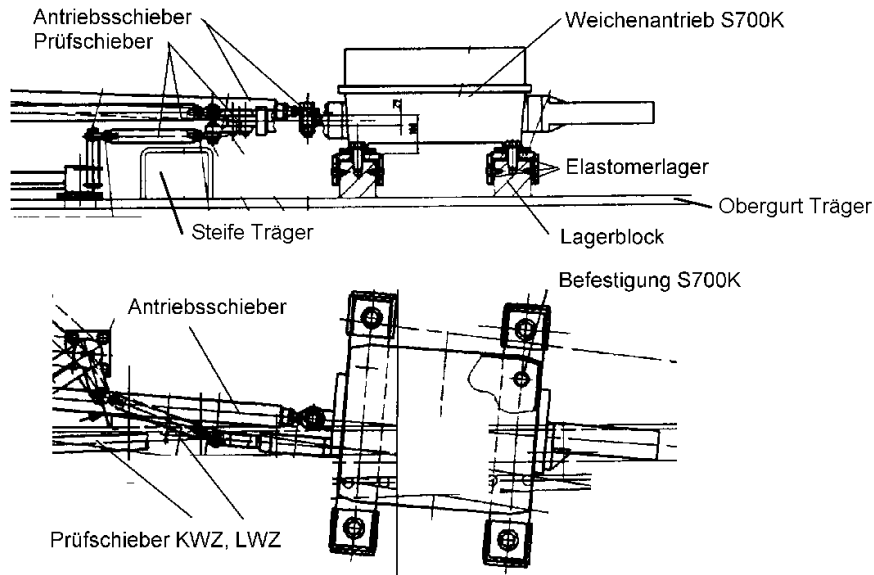 Antriebsschieber
Prüfschieber
Weichenantrieb S700K
Elastomerlager
Obergurt Träger
Steife Träger
Lagerblock
Befestigung S700K
Antriebsschieber
Prüfschieber KWZ, LWZ